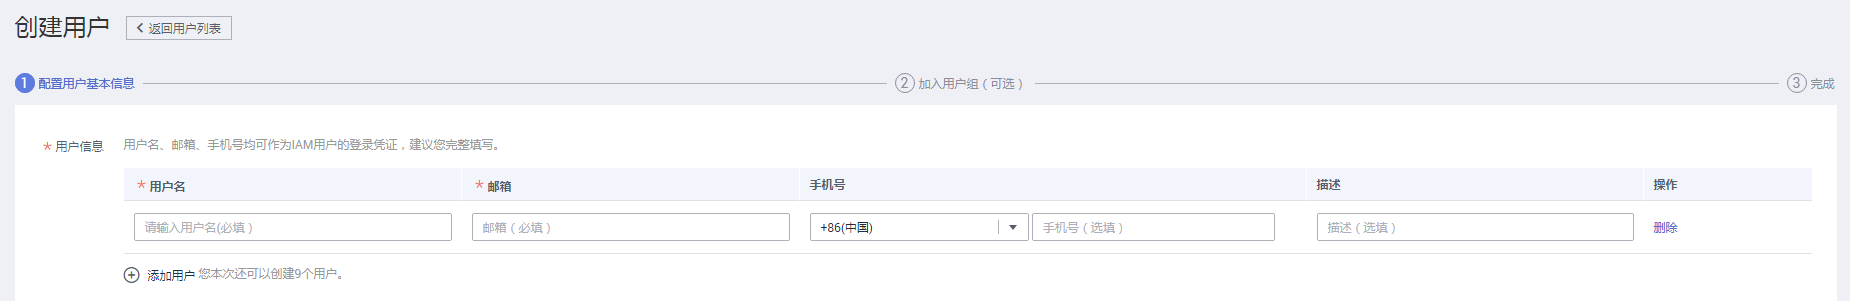 创建用户 返回用户列表
1 配置用户基本信息 2 加入用户组（可选） 3 完成
* 用户信息 用户名、邮箱、手机号均可作为IAM用户的登录凭证，建议您完整填写。
* 用户名 * 邮箱 手机号 描述 操作
请输入用户名(必填） 邮箱（必填） +86(中国) 手机号（选填） 描述（选填） 删除
添加用户 您本次还可以创建9个用户。